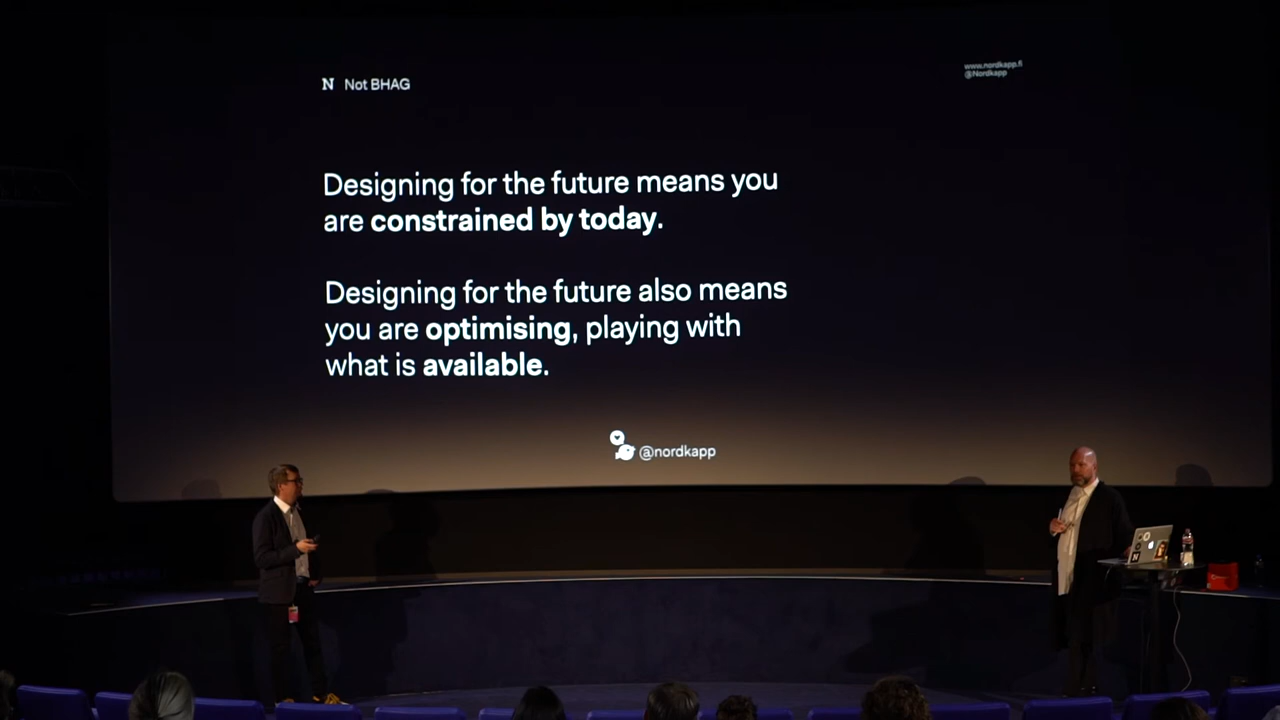 N Not BHAG
www.nordkapp.fi
@Nordkapp
Designing for the future means you
are constrained by today.
Designing for the future also means
you are optimising, playing with
what is available.
@nordkapp